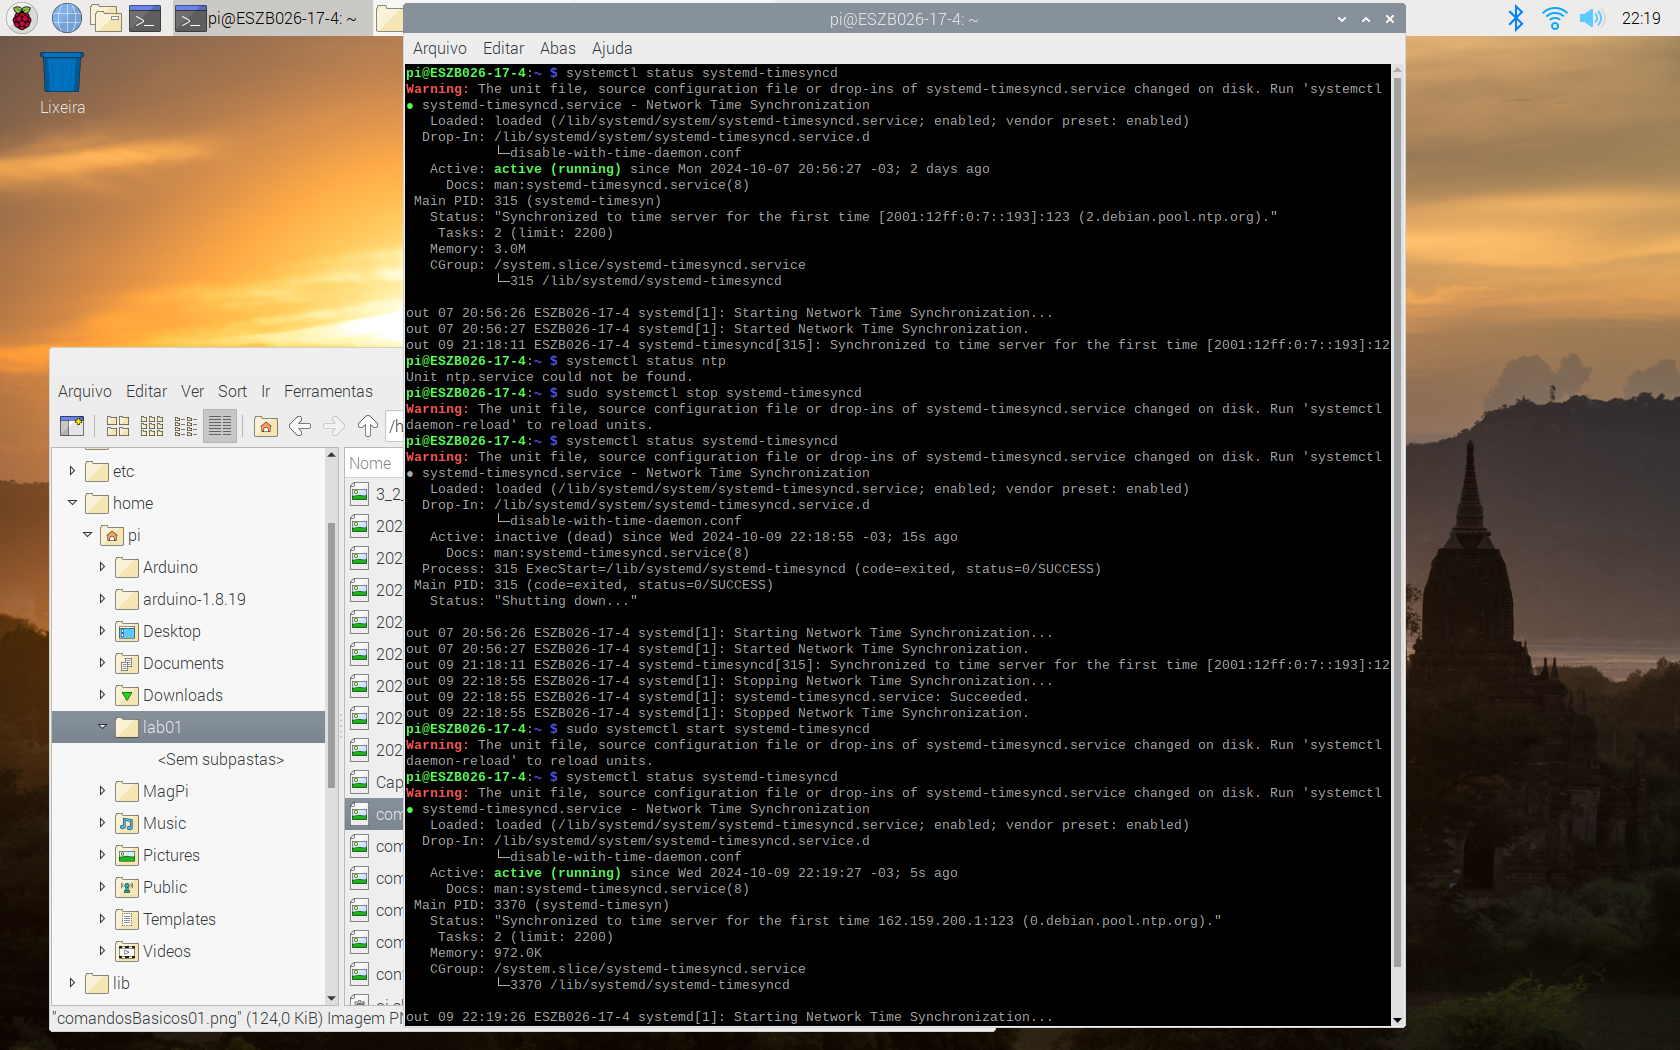 pi@ESZB026-17-4: ~
22:19
Lixeira
pi@ESZB026-17-4: ~
Arquivo Editar Abas Ajuda
pi@ESZB026-17-4:~ $ systemctl status systemd-timesyncd
Warning: The unit file, source configuration file or drop-ins of systemd-timesyncd.service changed on disk. Run 'systemctl
● systemd-timesyncd.service - Network Time Synchronization
Loaded: loaded (/lib/systemd/system/systemd-timesyncd.service; enabled; vendor preset: enabled)
Drop-In: /lib/systemd/system/systemd-timesyncd.service.d
└─disable-with-time-daemon.conf
Active: active (running) since Mon 2024-10-07 20:56:27 -03; 2 days ago
Docs: man:systemd-timesyncd.service(8)
Main PID: 315 (systemd-timesyn)
Status: "Synchronized to time server for the first time [2001:12ff:0:7::193]:123 (2.debian.pool.ntp.org)."
Tasks: 2 (limit: 2200)
Memory: 3.0M
CGroup: /system.slice/systemd-timesyncd.service
└─315 /lib/systemd/systemd-timesyncd
out 07 20:56:26 ESZB026-17-4 systemd[1]: Starting Network Time Synchronization...
out 07 20:56:27 ESZB026-17-4 systemd[1]: Started Network Time Synchronization.
out 09 21:18:11 ESZB026-17-4 systemd-timesyncd[315]: Synchronized to time server for the first time [2001:12ff:0:7::193]:12
pi@ESZB026-17-4:~ $ systemctl status ntp
Unit ntp.service could not be found.
pi@ESZB026-17-4:~ $ sudo systemctl stop systemd-timesyncd
Warning: The unit file, source configuration file or drop-ins of systemd-timesyncd.service changed on disk. Run 'systemctl
daemon-reload' to reload units.
pi@ESZB026-17-4:~ $ systemctl status systemd-timesyncd
Warning: The unit file, source configuration file or drop-ins of systemd-timesyncd.service changed on disk. Run 'systemctl
● systemd-timesyncd.service - Network Time Synchronization
Loaded: loaded (/lib/systemd/system/systemd-timesyncd.service; enabled; vendor preset: enabled)
Drop-In: /lib/systemd/system/systemd-timesyncd.service.d
└─disable-with-time-daemon.conf
Active: inactive (dead) since Wed 2024-10-09 22:18:55 -03; 15s ago
Docs: man:systemd-timesyncd.service(8)
Process: 315 ExecStart=/lib/systemd/systemd-timesyncd (code=exited, status=0/SUCCESS)
Main PID: 315 (code=exited, status=0/SUCCESS)
Status: "Shutting down..."
out 07 20:56:26 ESZB026-17-4 systemd[1]: Starting Network Time Synchronization...
out 07 20:56:27 ESZB026-17-4 systemd[1]: Started Network Time Synchronization.
out 09 21:18:11 ESZB026-17-4 systemd-timesyncd[315]: Synchronized to time server for the first time [2001:12ff:0:7::193]:12
out 09 22:18:55 ESZB026-17-4 systemd[1]: Stopping Network Time Synchronization...
out 09 22:18:55 ESZB026-17-4 systemd[1]: systemd-timesyncd.service: Succeeded.
out 09 22:18:55 ESZB026-17-4 systemd[1]: Stopped Network Time Synchronization.
pi@ESZB026-17-4:~ $ sudo systemctl start systemd-timesyncd
Warning: The unit file, source configuration file or drop-ins of systemd-timesyncd.service changed on disk. Run 'systemctl
daemon-reload' to reload units.
pi@ESZB026-17-4:~ $ systemctl status systemd-timesyncd
Warning: The unit file, source configuration file or drop-ins of systemd-timesyncd.service changed on disk. Run 'systemctl
● systemd-timesyncd.service - Network Time Synchronization
Loaded: loaded (/lib/systemd/system/systemd-timesyncd.service; enabled; vendor preset: enabled)
Drop-In: /lib/systemd/system/systemd-timesyncd.service.d
└─disable-with-time-daemon.conf
Active: active (running) since Wed 2024-10-09 22:19:27 -03; 5s ago
Docs: man:systemd-timesyncd.service(8)
Main PID: 3370 (systemd-timesyn)
Status: "Synchronized to time server for the first time 162.159.200.1:123 (0.debian.pool.ntp.org)."
Tasks: 2 (limit: 2200)
Memory: 972.0K
CGroup: /system.slice/systemd-timesyncd.service
└─3370 /lib/systemd/systemd-timesyncd
out 09 22:19:26 ESZB026-17-4 systemd[1]: Starting Network Time Synchronization...
Arquivo Editar Ver Sort Ir Ferramentas
/h
etc
home
pi
Arduino
arduino-1.8.19
Desktop
Documents
Downloads
lab01
<Sem subpastas>
MagPi
Music
Pictures
Public
Templates
Videos
lib
Nome
3_2_
202
202
202
202
202
202
202
202
Cap
com
com
com
com
com
con
"comandosBasicos01.png" (124,0 KiB) Imagem PN